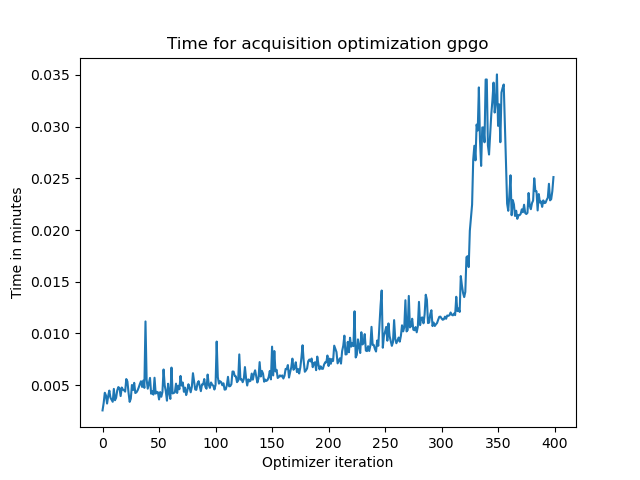 Time for acquisition optimization gpgo
0.035
0.030
0.025
0.020
0.015
0.010
0.005
Time in minutes
0 50 100 150 200 250 300 350 400
Optimizer iteration